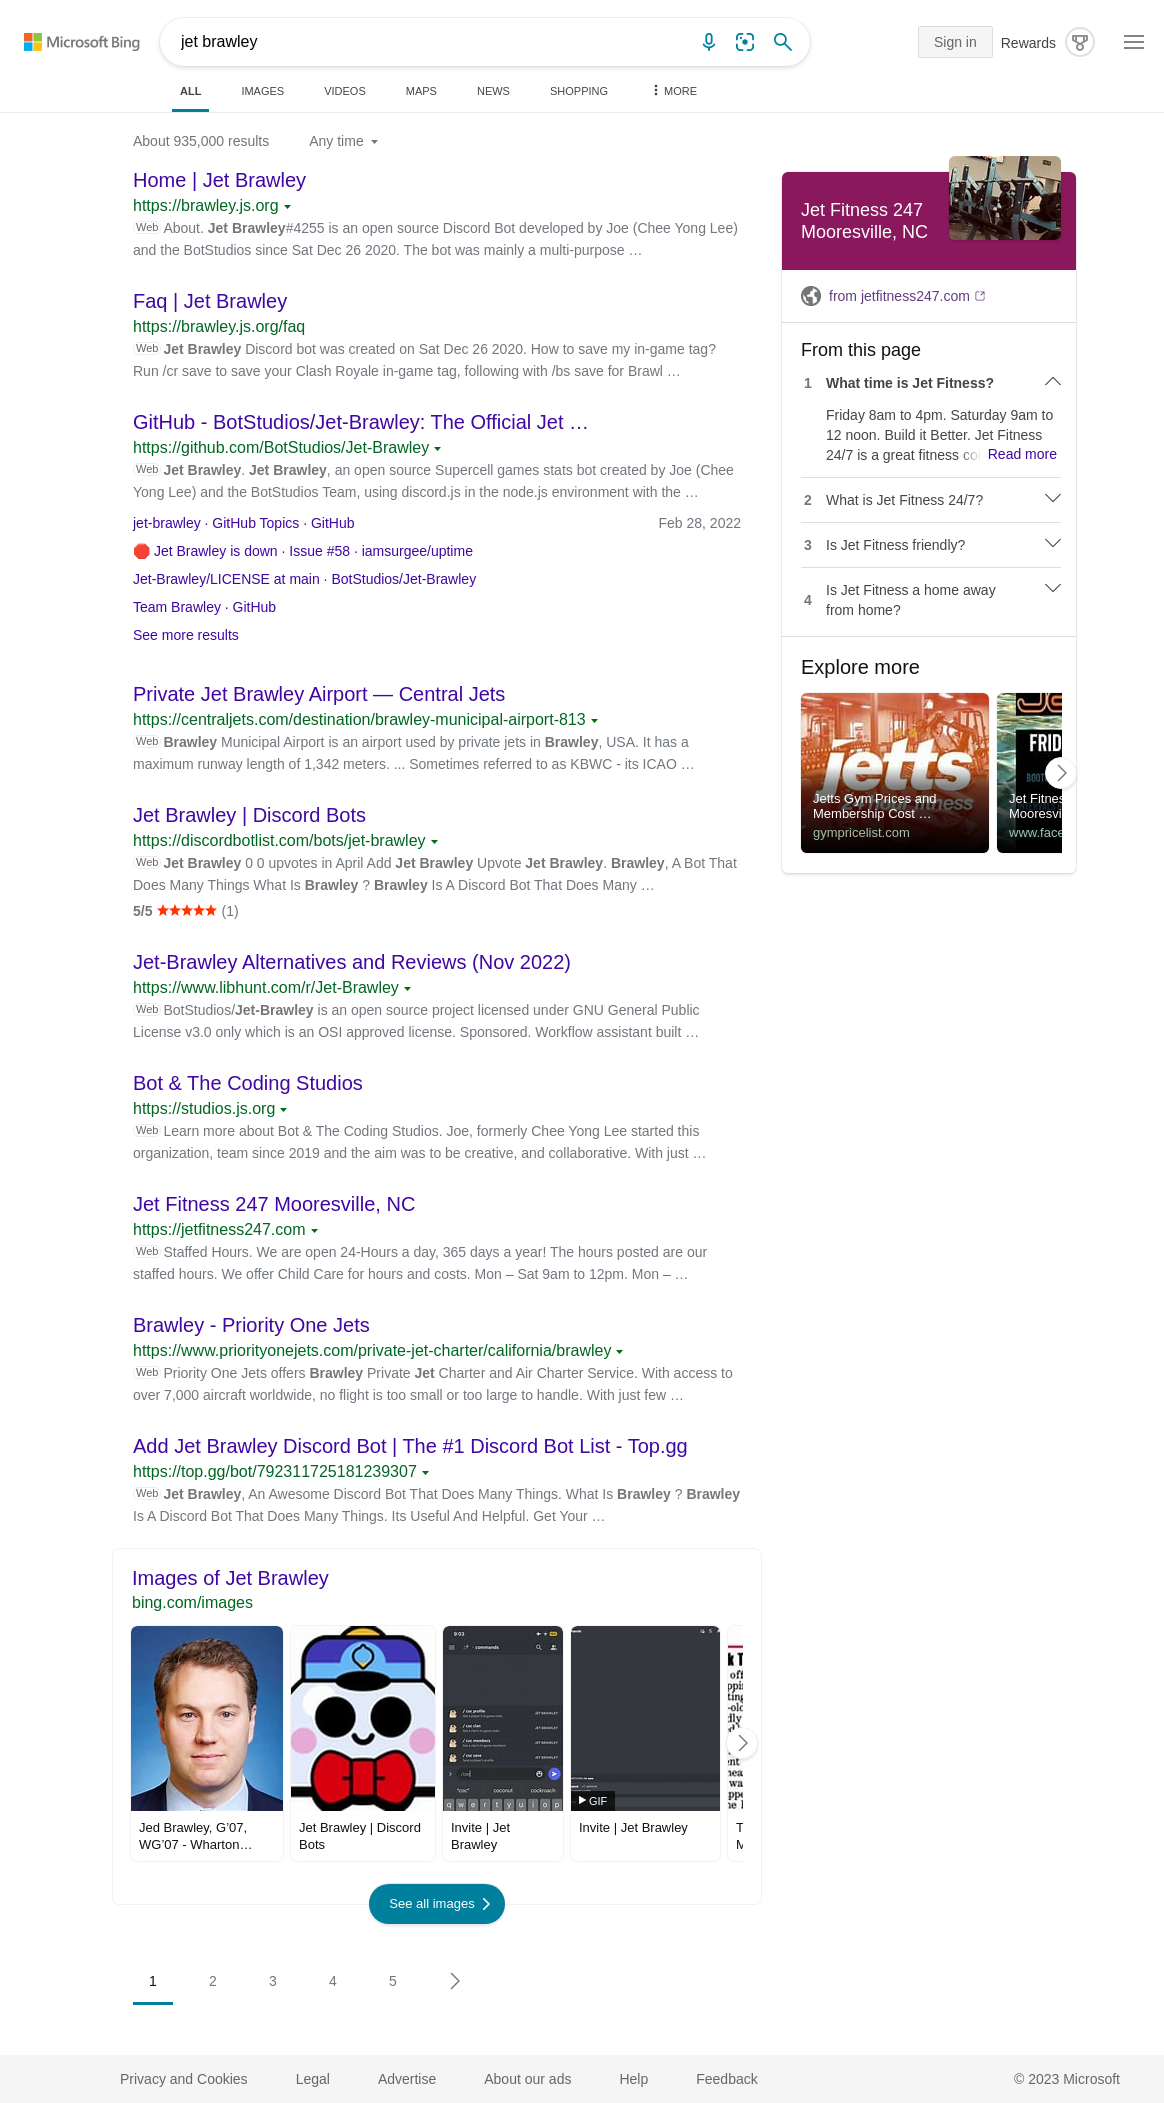 Microsoft Bing
jet brawley
Sign in
Rewards
ALL
IMAGES
VIDEOS
MAPS
NEWS
SHOPPING
MORE
About 935,000 results
Any time
Home | Jet Brawley
https://brawley.js.org
Web About. Jet Brawley#4255 is an open source Discord Bot developed by Joe (Chee Yong Lee)
and the BotStudios since Sat Dec 26 2020. The bot was mainly a multi-purpose …
Faq | Jet Brawley
https://brawley.js.org/faq
Web Jet Brawley Discord bot was created on Sat Dec 26 2020. How to save my in-game tag?
Run /cr save to save your Clash Royale in-game tag, following with /bs save for Brawl …
GitHub - BotStudios/Jet-Brawley: The Official Jet …
https://github.com/BotStudios/Jet-Brawley
Web Jet Brawley. Jet Brawley, an open source Supercell games stats bot created by Joe (Chee
Yong Lee) and the BotStudios Team, using discord.js in the node.js environment with the …
jet-brawley · GitHub Topics · GitHub
Feb 28, 2022
🛑 Jet Brawley is down · Issue #58 · iamsurgee/uptime
Jet-Brawley/LICENSE at main · BotStudios/Jet-Brawley
Team Brawley · GitHub
See more results
Private Jet Brawley Airport — Central Jets
https://centraljets.com/destination/brawley-municipal-airport-813
Web Brawley Municipal Airport is an airport used by private jets in Brawley, USA. It has a
maximum runway length of 1,342 meters. ... Sometimes referred to as KBWC - its ICAO …
Jet Brawley | Discord Bots
https://discordbotlist.com/bots/jet-brawley
Web Jet Brawley 0 0 upvotes in April Add Jet Brawley Upvote Jet Brawley. Brawley, A Bot That
Does Many Things What Is Brawley ? Brawley Is A Discord Bot That Does Many …
5/5 ★★★★★ (1)
Jet-Brawley Alternatives and Reviews (Nov 2022)
https://www.libhunt.com/r/Jet-Brawley
Web BotStudios/Jet-Brawley is an open source project licensed under GNU General Public
License v3.0 only which is an OSI approved license. Sponsored. Workflow assistant built …
Bot & The Coding Studios
https://studios.js.org
Web Learn more about Bot & The Coding Studios. Joe, formerly Chee Yong Lee started this
organization, team since 2019 and the aim was to be creative, and collaborative. With just …
Jet Fitness 247 Mooresville, NC
https://jetfitness247.com
Web Staffed Hours. We are open 24-Hours a day, 365 days a year! The hours posted are our
staffed hours. We offer Child Care for hours and costs. Mon – Sat 9am to 12pm. Mon – …
Brawley - Priority One Jets
https://www.priorityonejets.com/private-jet-charter/california/brawley
Web Priority One Jets offers Brawley Private Jet Charter and Air Charter Service. With access to
over 7,000 aircraft worldwide, no flight is too small or too large to handle. With just few …
Add Jet Brawley Discord Bot | The #1 Discord Bot List - Top.gg
https://top.gg/bot/792311725181239307
Web Jet Brawley, An Awesome Discord Bot That Does Many Things. What Is Brawley ? Brawley
Is A Discord Bot That Does Many Things. Its Useful And Helpful. Get Your …
Images of Jet Brawley
bing.com/images
9:03
commands
/ coc profile
/ coc clan
/ coc members
/ coc save
JET BRAWLEY
JET BRAWLEY
JET BRAWLEY
JET BRAWLEY
"coc"
coconut
cockroach
q w e r t y u i o p
GIF
Jed Brawley, G'07,
WG'07 - Wharton…
Jet Brawley | Discord
Bots
Invite | Jet
Brawley
Invite | Jet Brawley
See all images
1
2
3
4
5
Jet Fitness 247
Mooresville, NC
from jetfitness247.com
From this page
1 What time is Jet Fitness?
Friday 8am to 4pm. Saturday 9am to
12 noon. Build it Better. Jet Fitness
24/7 is a great fitness co Read more
2 What is Jet Fitness 24/7?
3 Is Jet Fitness friendly?
4 Is Jet Fitness a home away
from home?
Explore more
jetts
24 hour fitness
Jetts Gym Prices and
Membership Cost …
gympricelist.com
FRID
BOOT
Jet Fitnes
Mooresvi
www.face
Privacy and Cookies
Legal
Advertise
About our ads
Help
Feedback
© 2023 Microsoft